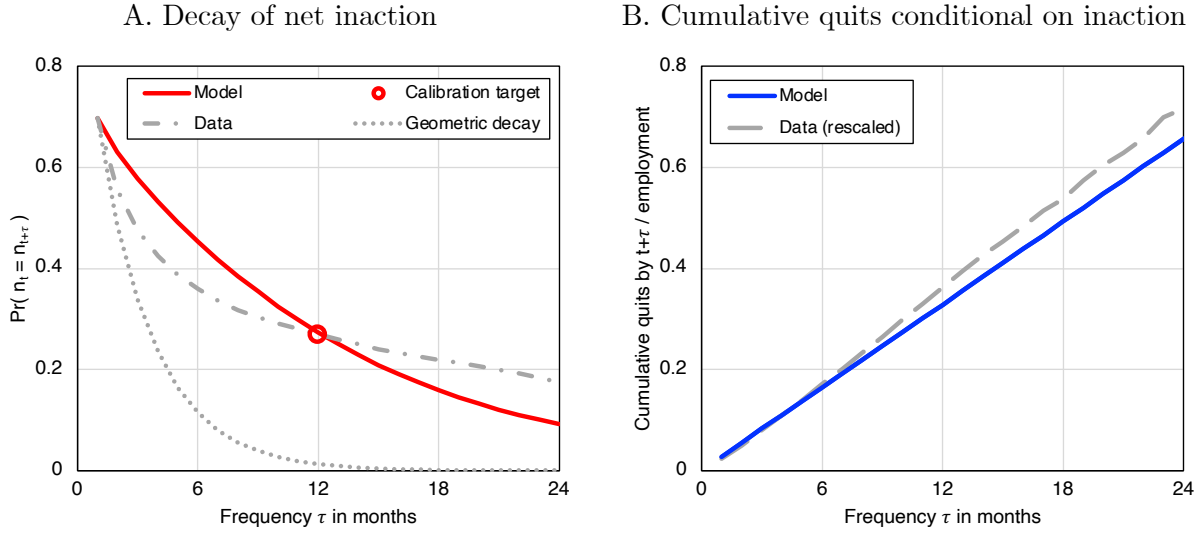 A. Decay of net inaction
0.8
0.6
0.4
0.2
0
Pr( n_t = n_{t+τ} )
Model
Calibration target
Data
Geometric decay
0
6
12
18
24
Frequency τ in months
B. Cumulative quits conditional on inaction
0.8
0.6
0.4
0.2
0
Cumulative quits by t+τ / employment
Model
Data (rescaled)
0
6
12
18
24
Frequency τ in months